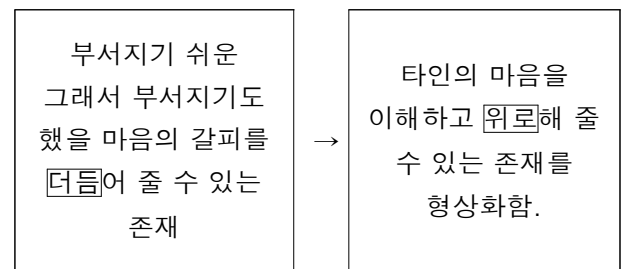 부서지기 쉬운
그래서 부서지기도
했을 마음의 갈피를
더듬어 줄 수 있는
존재
→
타인의 마음을
이해하고 위로해 줄
수 있는 존재를
형상화함.